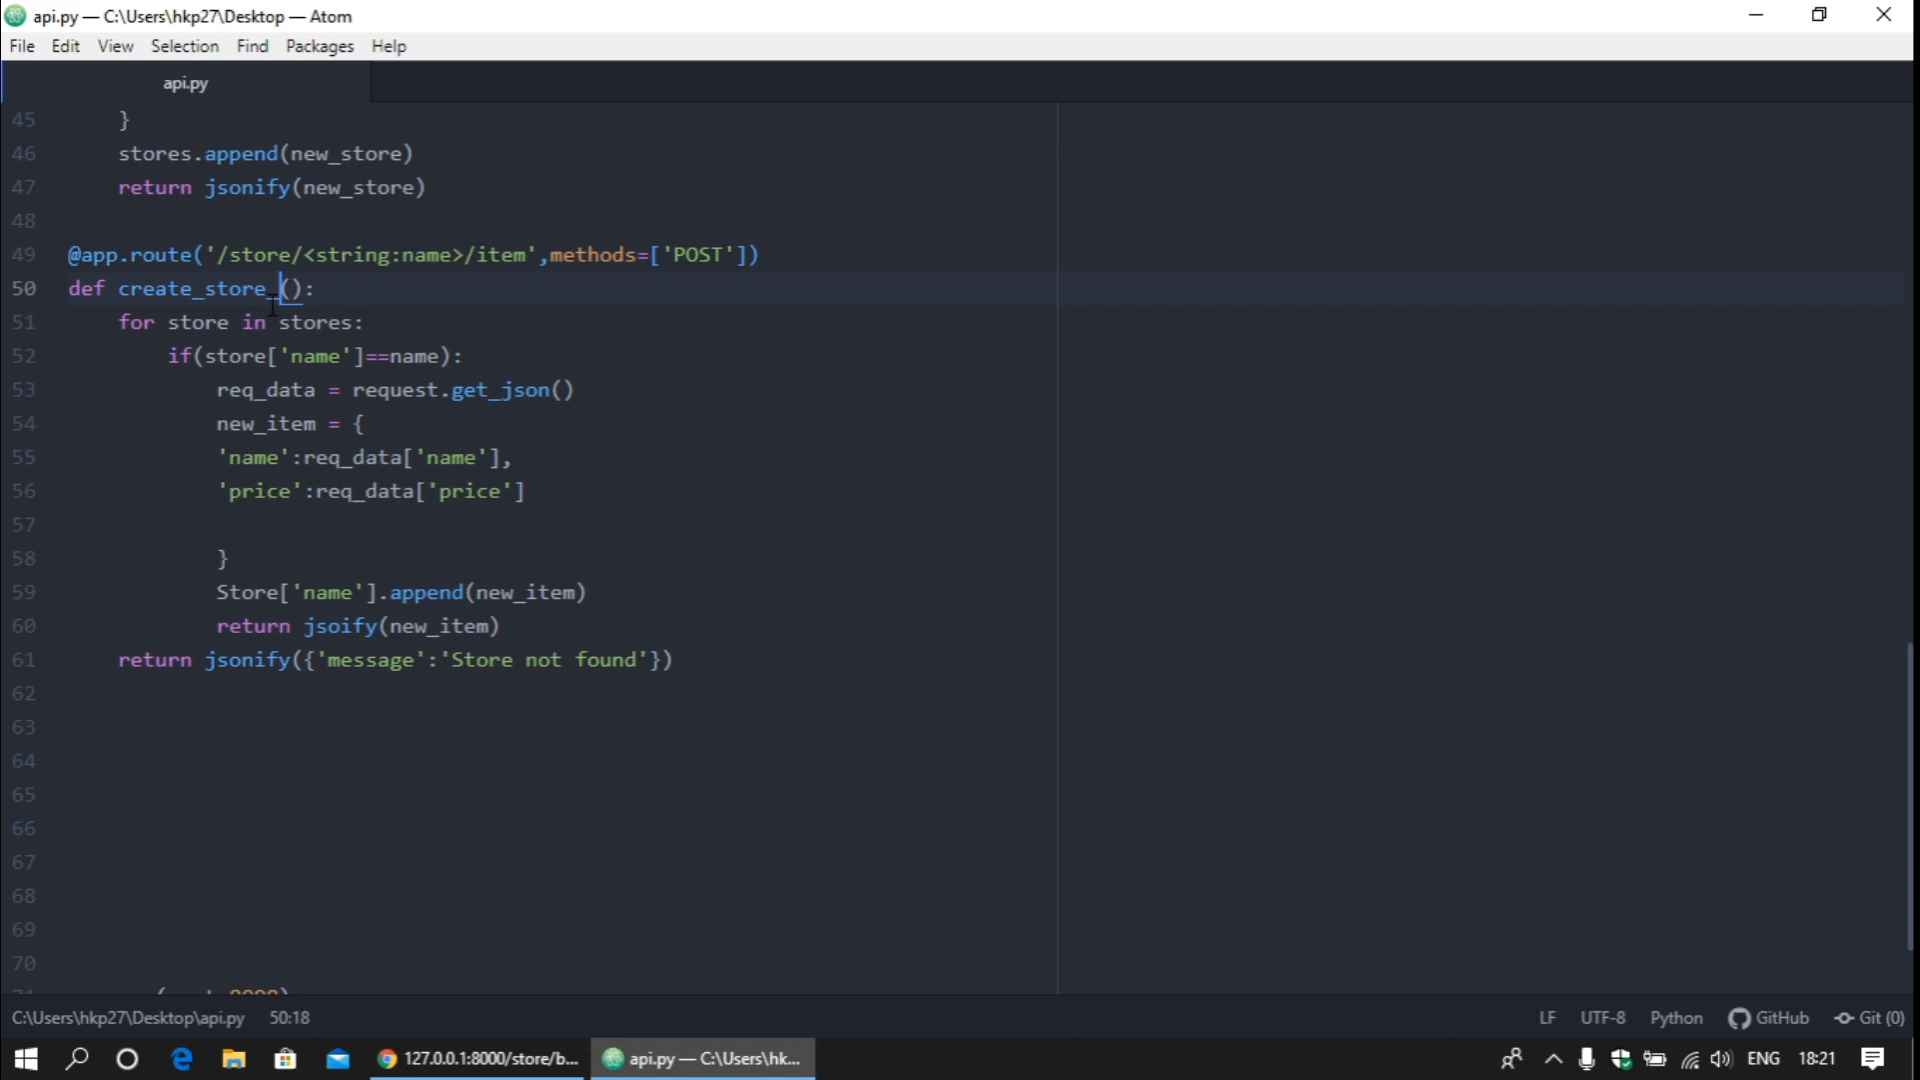 api.py — C:\Users\hkp27\Desktop — Atom
File Edit View Selection Find Packages Help
api.py
45 }
46 stores.append(new_store)
47 return jsonify(new_store)
48
49 @app.route('/store/<string:name>/item',methods=['POST'])
50 def create_store_():
51 for store in stores:
52 if(store['name']==name):
53 req_data = request.get_json()
54 new_item = {
55 'name':req_data['name'],
56 'price':req_data['price']
57
58 }
59 Store['name'].append(new_item)
60 return jsoify(new_item)
61 return jsonify({'message':'Store not found'})
62
63
64
65
66
67
68
69
70
C:\Users\hkp27\Desktop\api.py 50:18 LF UTF-8 Python GitHub Git (0)
127.0.0.1:8000/store/b... api.py — C:\Users\hk... ENG 18:21